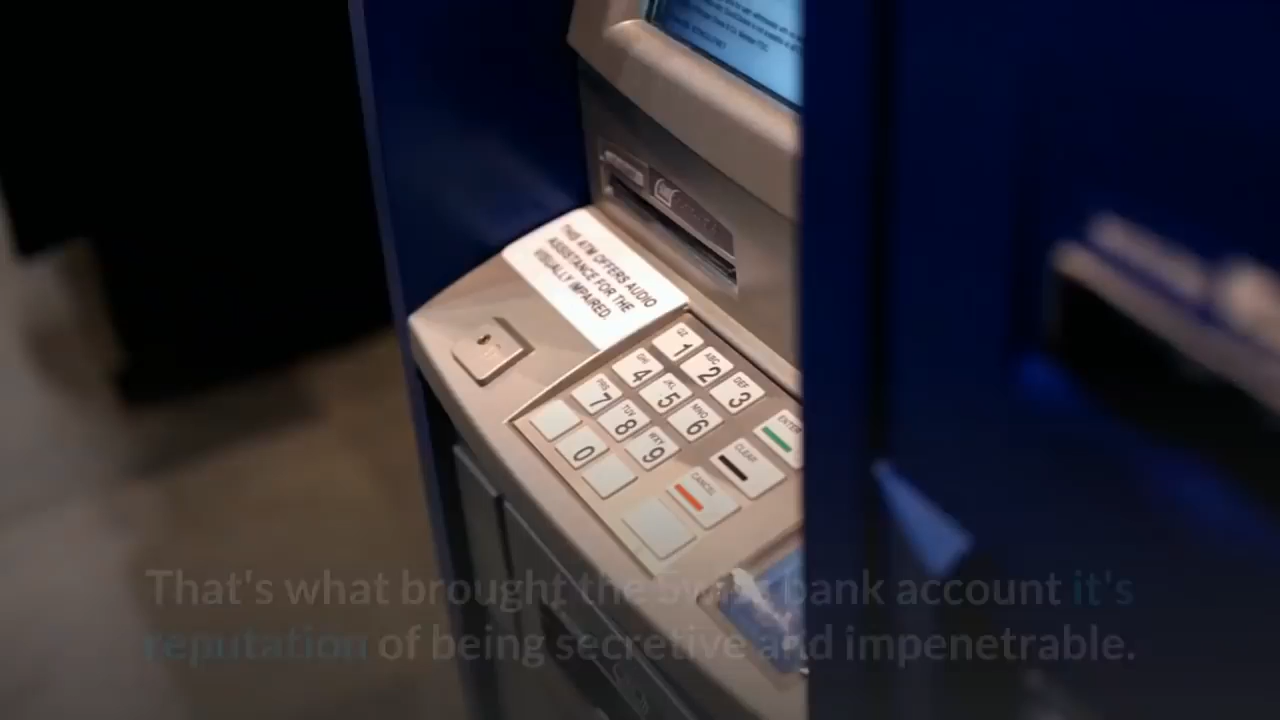 THIS ATM OFFERS AUDIO
ASSISTANCE FOR THE
VISUALLY IMPAIRED.
QZ 1
ABC 2
DEF 3
GHI 4
JKL 5
MNO 6
PRS 7
TUV 8
WXY 9
0
ENTER
CLEAR
CANCEL
That's what brought the Swiss bank account it's
reputation of being secretive and impenetrable.